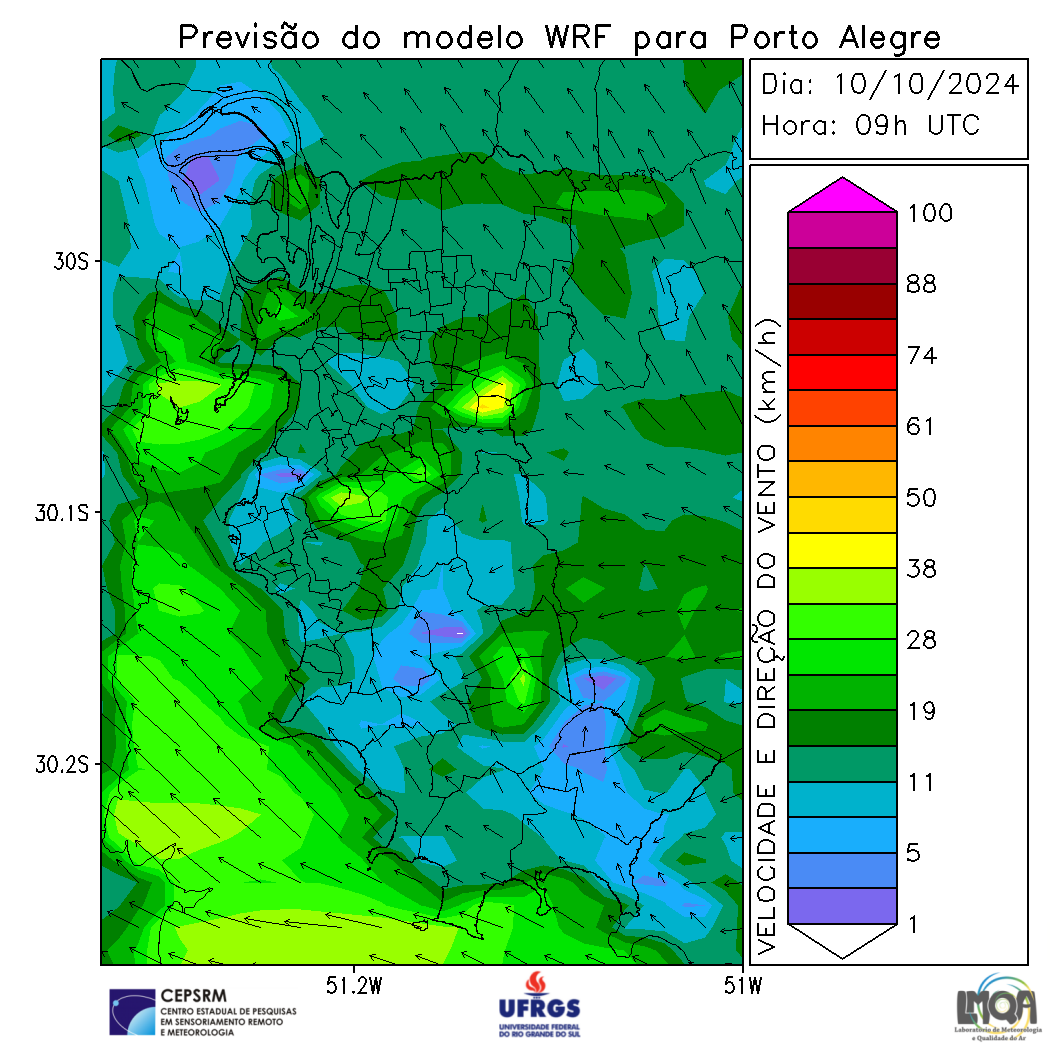 Previsão do modelo WRF para Porto Alegre
Dia: 10/10/2024
Hora: 09h UTC
30S
30.1S
30.2S
51.2W
51W
VELOCIDADE E DIREÇÃO DO VENTO (km/h)
100
88
74
61
50
38
28
19
11
5
1
CEPSRM
CENTRO ESTADUAL DE PESQUISAS
EM SENSORIAMENTO REMOTO
E METEOROLOGIA
UFRGS
UNIVERSIDADE FEDERAL
DO RIO GRANDE DO SUL
LMQA
Laboratório de Meteorologia
e Qualidade do Ar